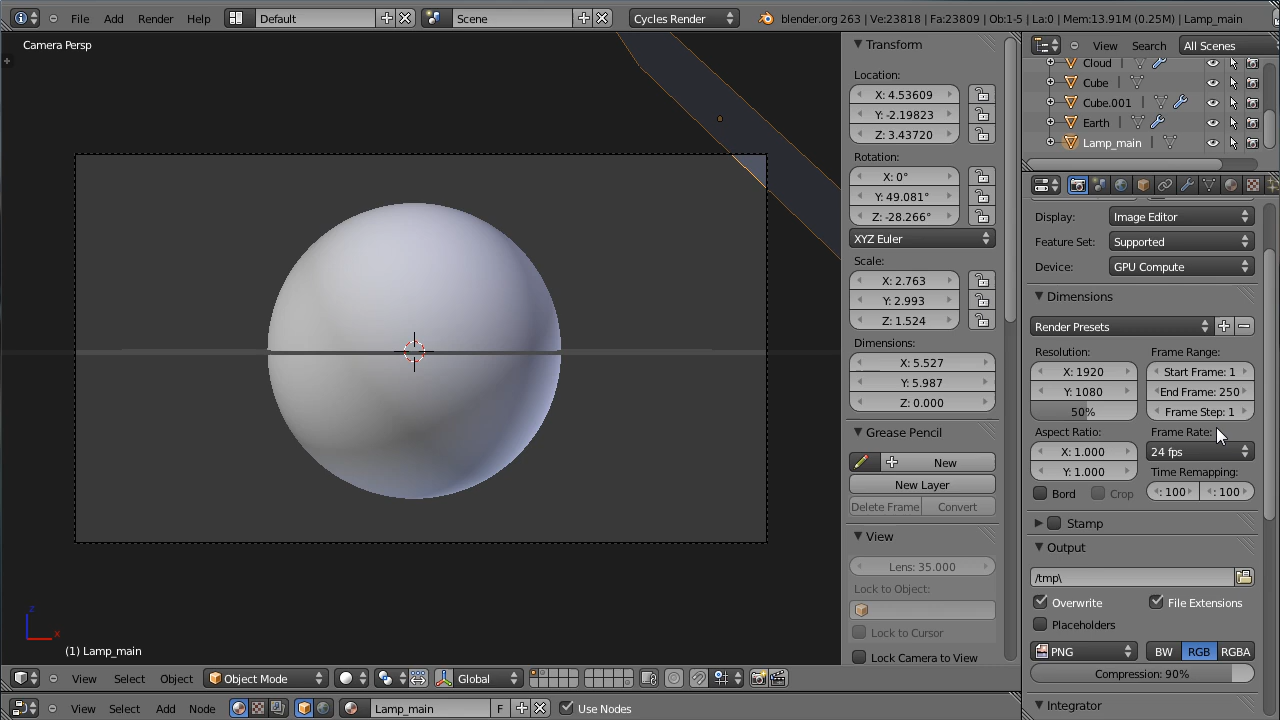 File Add Render Help Default Scene Cycles Render blender.org 263 | Ve:23818 | Fa:23809 | Ob:1-5 | La:0 | Mem:13.91M (0.25M) | Lamp_main
Camera Persp
(1) Lamp_main
View Select Object Object Mode Global
View Select Add Node Lamp_main F Use Nodes
Transform
Location:
X: 4.53609
Y: -2.19823
Z: 3.43720
Rotation:
X: 0°
Y: 49.081°
Z: -28.266°
XYZ Euler
Scale:
X: 2.763
Y: 2.993
Z: 1.524
Dimensions:
X: 5.527
Y: 5.987
Z: 0.000
Grease Pencil
New
New Layer
Delete Frame Convert
View
Lens: 35.000
Lock to Object:
Lock to Cursor
Lock Camera to View
View Search All Scenes
Cloud
Cube
Cube.001
Earth
Lamp_main
Display: Image Editor
Feature Set: Supported
Device: GPU Compute
Dimensions
Render Presets
Resolution: Frame Range:
X: 1920 Start Frame: 1
Y: 1080 End Frame: 250
50% Frame Step: 1
Aspect Ratio: Frame Rate:
X: 1.000 24 fps
Y: 1.000 Time Remapping:
Bord Crop : 100 : 100
Stamp
Output
/tmp\
Overwrite File Extensions
Placeholders
PNG BW RGB RGBA
Compression: 90%
Integrator
z
x